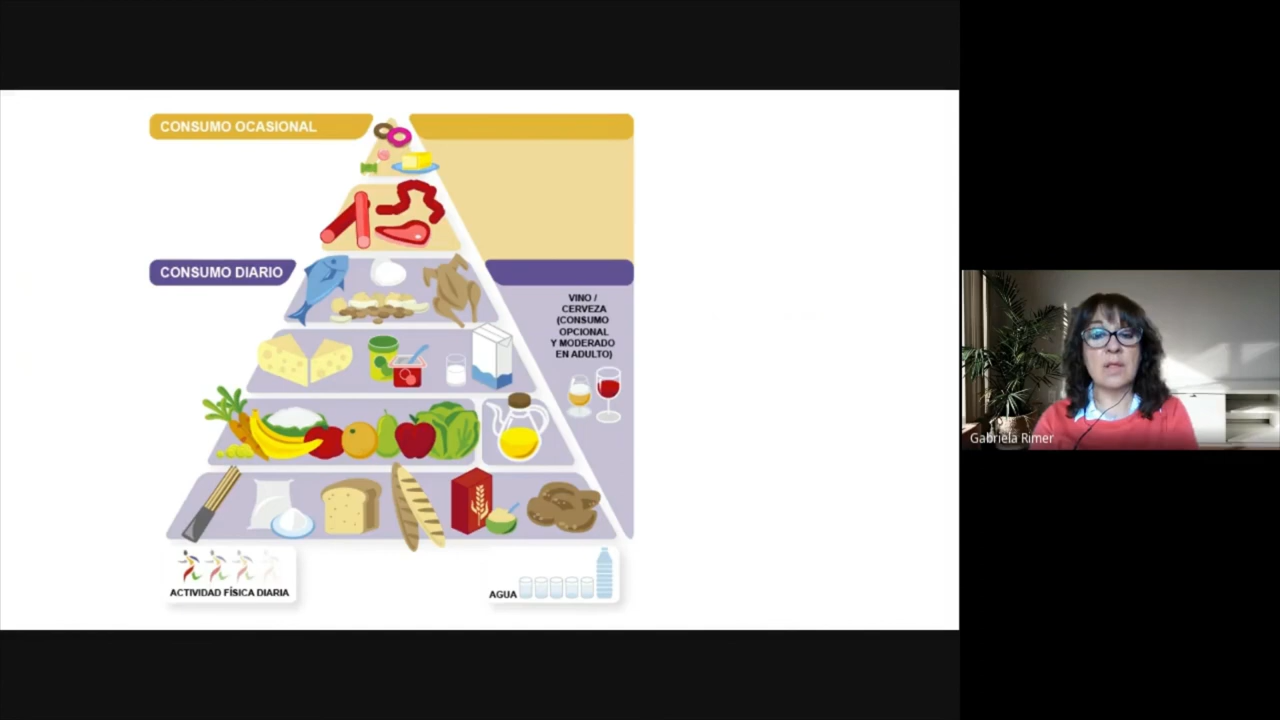 CONSUMO OCASIONAL
CONSUMO DIARIO
VINO /
CERVEZA
(CONSUMO
OPCIONAL
Y MODERADO
EN ADULTO)
ACTIVIDAD FÍSICA DIARIA
AGUA
Gabriela Rimer